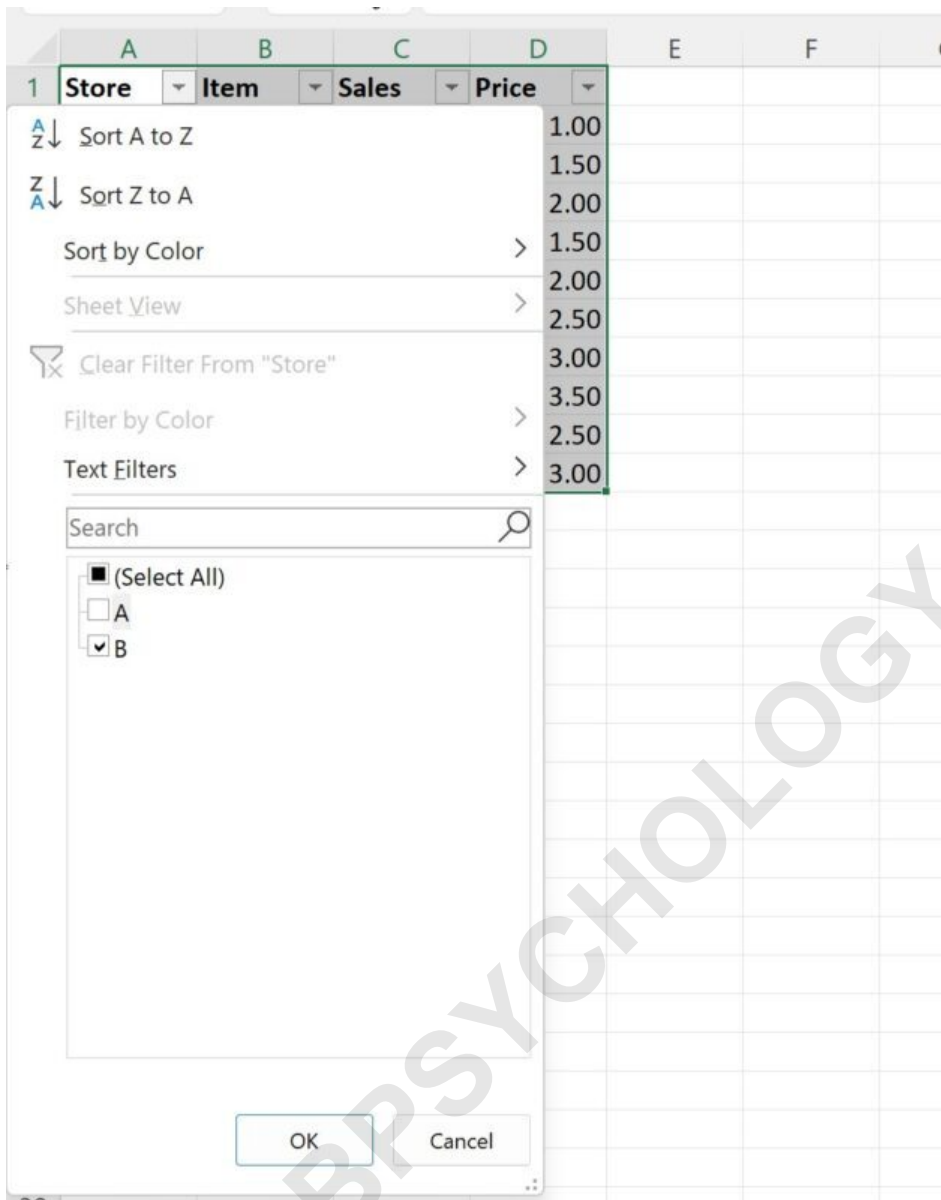 A B C D E F
1 Store Item Sales Price
Sort A to Z 1.00
1.50
Sort Z to A 2.00
Sort by Color 1.50
2.00
Sheet View 2.50
Clear Filter From "Store" 3.00
3.50
Filter by Color 2.50
Text Filters 3.00
Search
(Select All)
A
B
OK Cancel
BPSYCHOLOGY